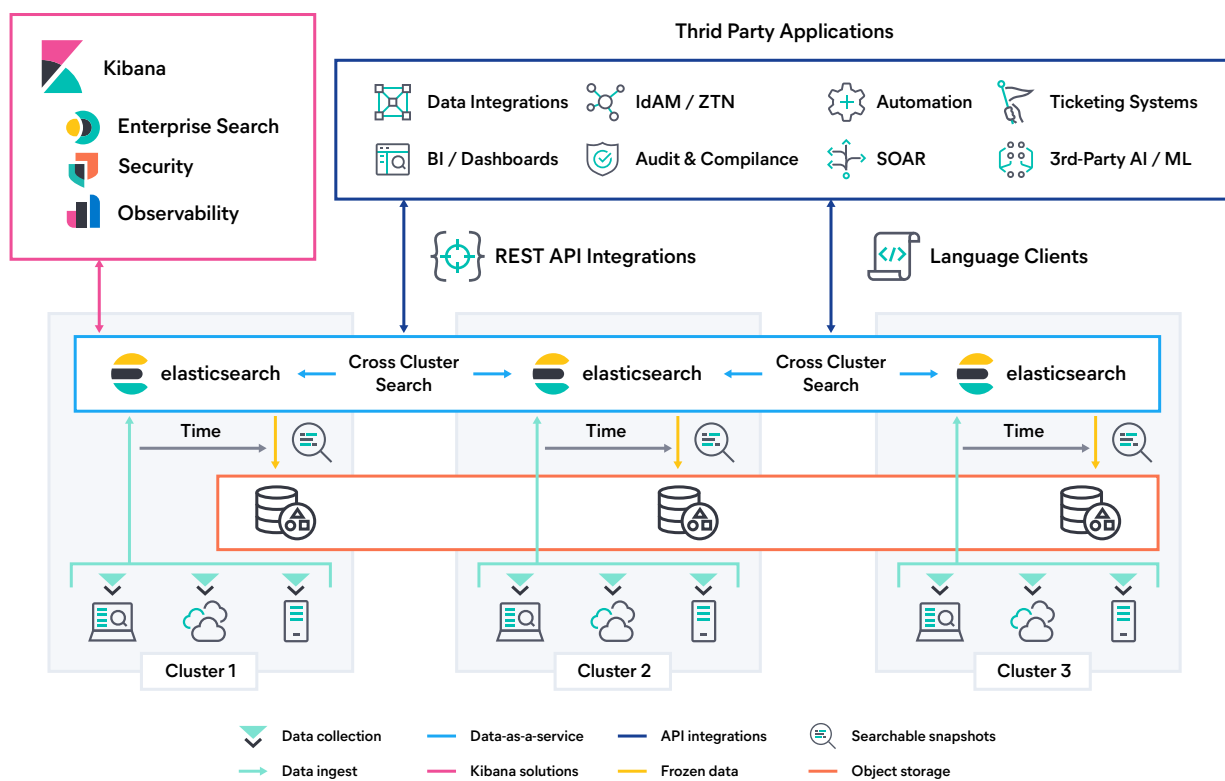 Kibana
Enterprise Search
Security
Observability
Thrid Party Applications
Data Integrations
IdAM / ZTN
Automation
Ticketing Systems
BI / Dashboards
Audit & Compilance
SOAR
3rd-Party AI / ML
REST API Integrations
Language Clients
elasticsearch
Cross Cluster
Search
elasticsearch
Cross Cluster
Search
elasticsearch
Time
Time
Time
Cluster 1
Cluster 2
Cluster 3
Data collection
Data-as-a-service
API integrations
Searchable snapshots
Data ingest
Kibana solutions
Frozen data
Object storage